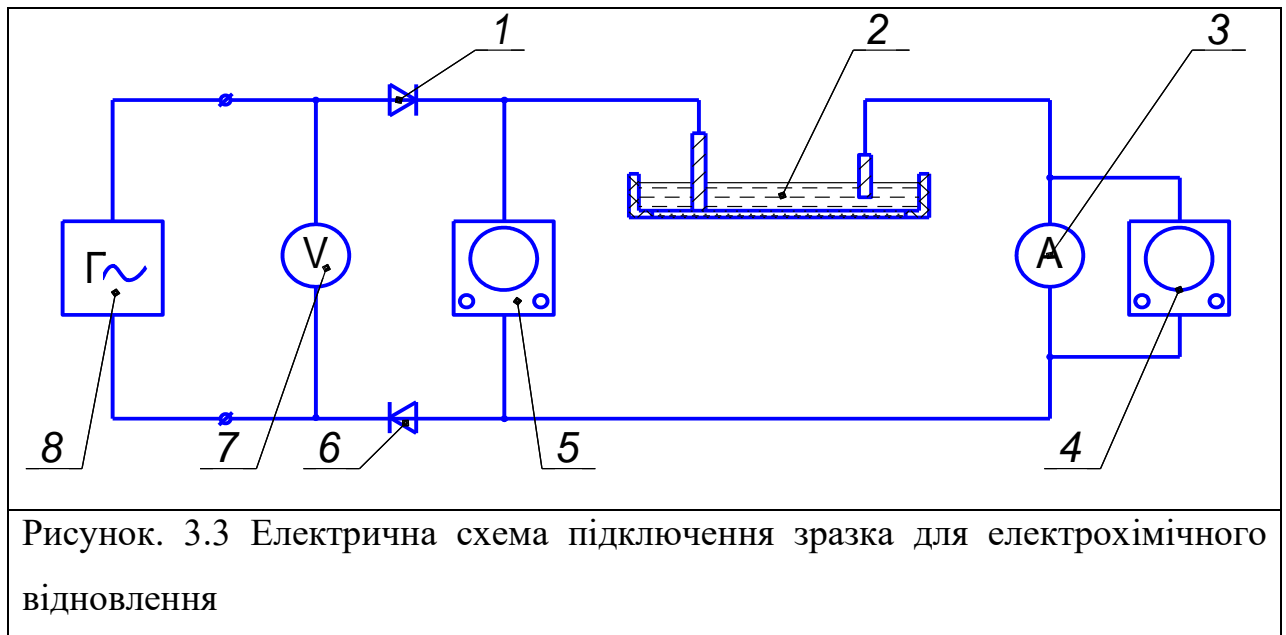 1 2 3
V A
Г
8 7 6 5 4
Рисунок. 3.3 Електрична схема підключення зразка для електрохімічного
відновлення